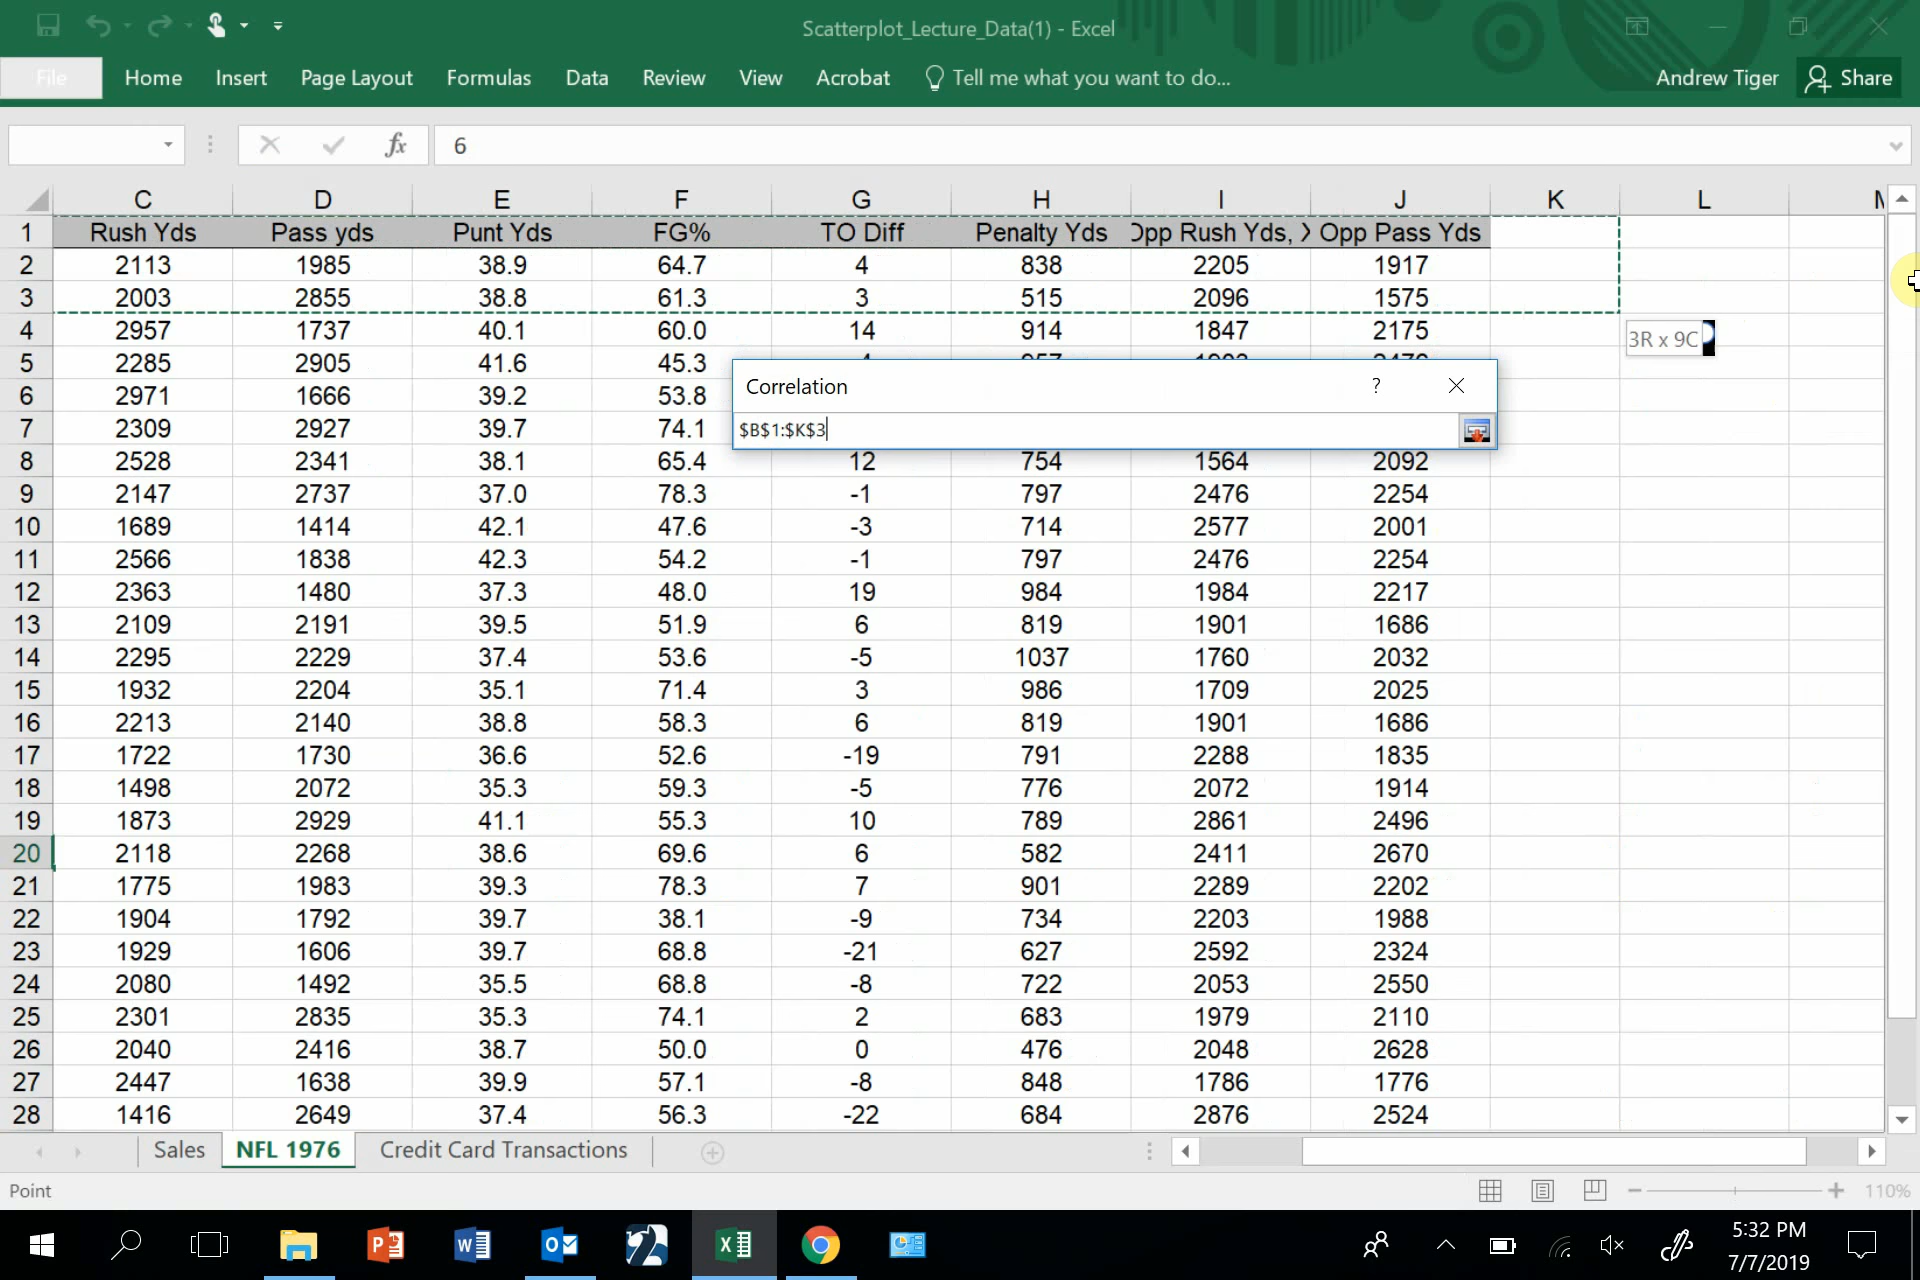 Scatterplot_Lecture_Data(1) - Excel
File Home Insert Page Layout Formulas Data Review View Acrobat Tell me what you want to do... Andrew Tiger Share
fx 6
C D E F G H I J K L
1 Rush Yds Pass yds Punt Yds FG% TO Diff Penalty Yds Opp Rush Yds, X Opp Pass Yds
2 2113 1985 38.9 64.7 4 838 2205 1917
3 2003 2855 38.8 61.3 3 515 2096 1575
4 2957 1737 40.1 60.0 14 914 1847 2175
3R x 9C
5 2285 2905 41.6 45.3
6 2971 1666 39.2 53.8
Correlation ?
7 2309 2927 39.7 74.1
$B$1:$K$3
8 2528 2341 38.1 65.4 12 754 1564 2092
9 2147 2737 37.0 78.3 -1 797 2476 2254
10 1689 1414 42.1 47.6 -3 714 2577 2001
11 2566 1838 42.3 54.2 -1 797 2476 2254
12 2363 1480 37.3 48.0 19 984 1984 2217
13 2109 2191 39.5 51.9 6 819 1901 1686
14 2295 2229 37.4 53.6 -5 1037 1760 2032
15 1932 2204 35.1 71.4 3 986 1709 2025
16 2213 2140 38.8 58.3 6 819 1901 1686
17 1722 1730 36.6 52.6 -19 791 2288 1835
18 1498 2072 35.3 59.3 -5 776 2072 1914
19 1873 2929 41.1 55.3 10 789 2861 2496
20 2118 2268 38.6 69.6 6 582 2411 2670
21 1775 1983 39.3 78.3 7 901 2289 2202
22 1904 1792 39.7 38.1 -9 734 2203 1988
23 1929 1606 39.7 68.8 -21 627 2592 2324
24 2080 1492 35.5 68.8 -8 722 2053 2550
25 2301 2835 35.3 74.1 2 683 1979 2110
26 2040 2416 38.7 50.0 0 476 2048 2628
27 2447 1638 39.9 57.1 -8 848 1786 1776
28 1416 2649 37.4 56.3 -22 684 2876 2524
Sales NFL 1976 Credit Card Transactions
Point 110%
5:32 PM
7/7/2019